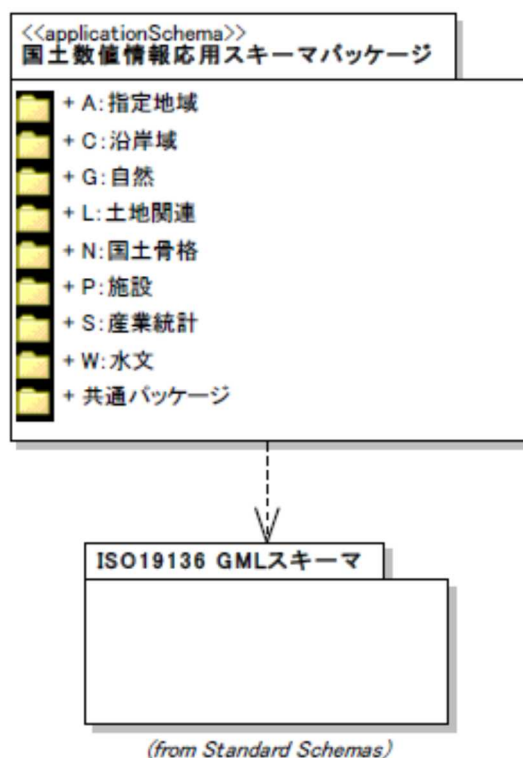 <<applicationSchema>>
国土数値情報応用スキーマパッケージ
+ A:指定地域
+ C:沿岸域
+ G:自然
+ L:土地関連
+ N:国土骨格
+ P:施設
+ S:産業統計
+ W:水文
+ 共通パッケージ
ISO19136 GMLスキーマ
(from Standard Schemas)